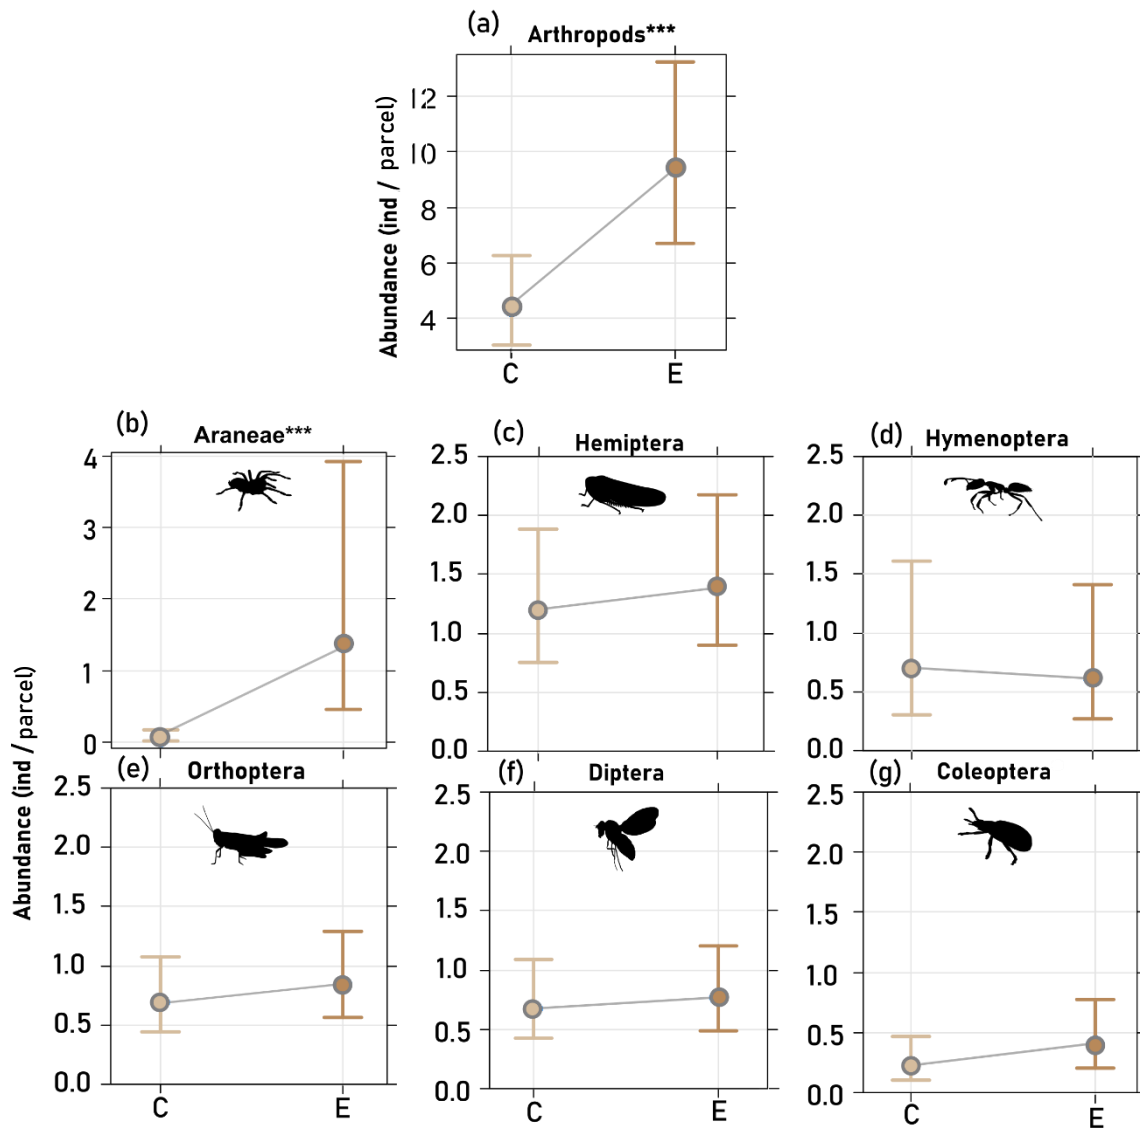 (a)
Arthropods***
Abundance (ind / parcel)
12
10
8
6
4
C E
(b) Araneae***
4
3
2
1
0
(c) Hemiptera
2.5
2.0
1.5
1.0
0.5
0.0
(d) Hymenoptera
2.5
2.0
1.5
1.0
0.5
0.0
Abundance (ind / parcel)
(e) Orthoptera
2.5
2.0
1.5
1.0
0.5
0.0
C E
(f) Diptera
2.5
2.0
1.5
1.0
0.5
0.0
C E
(g) Coleoptera
2.5
2.0
1.5
1.0
0.5
0.0
C E